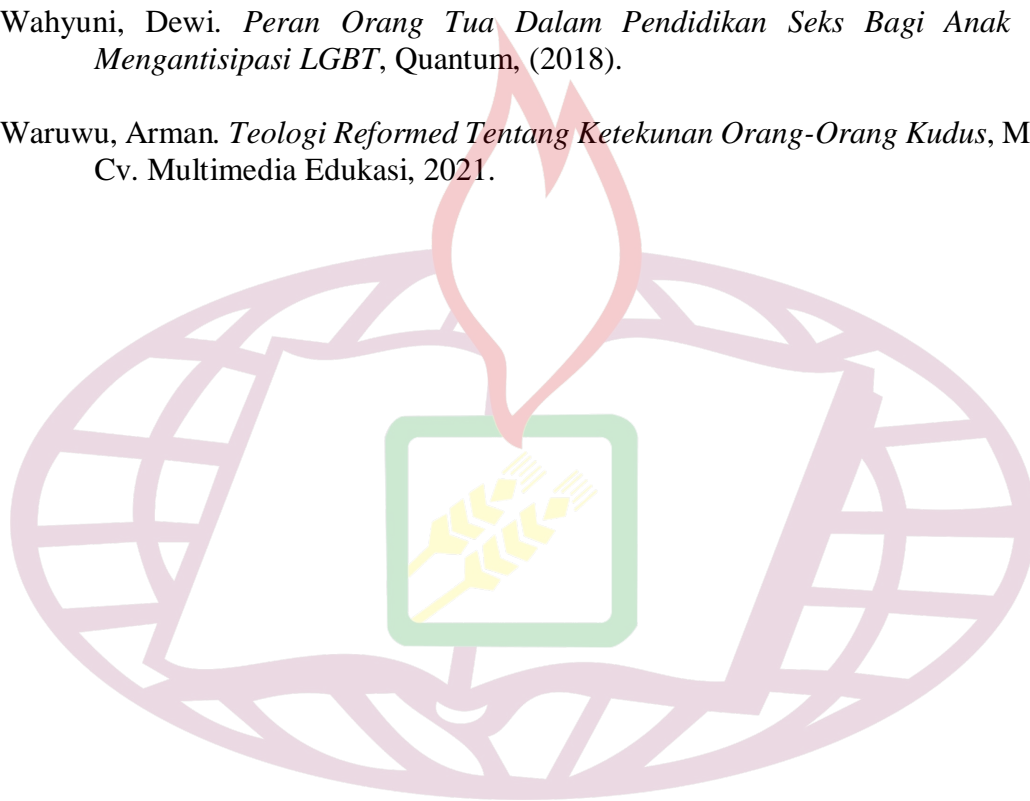 Wahyuni, Dewi. Peran Orang Tua Dalam Pendidikan Seks Bagi Anak
Mengantisipasi LGBT, Quantum, (2018).
Waruwu, Arman. Teologi Reformed Tentang Ketekunan Orang-Orang Kudus, M
Cv. Multimedia Edukasi, 2021.